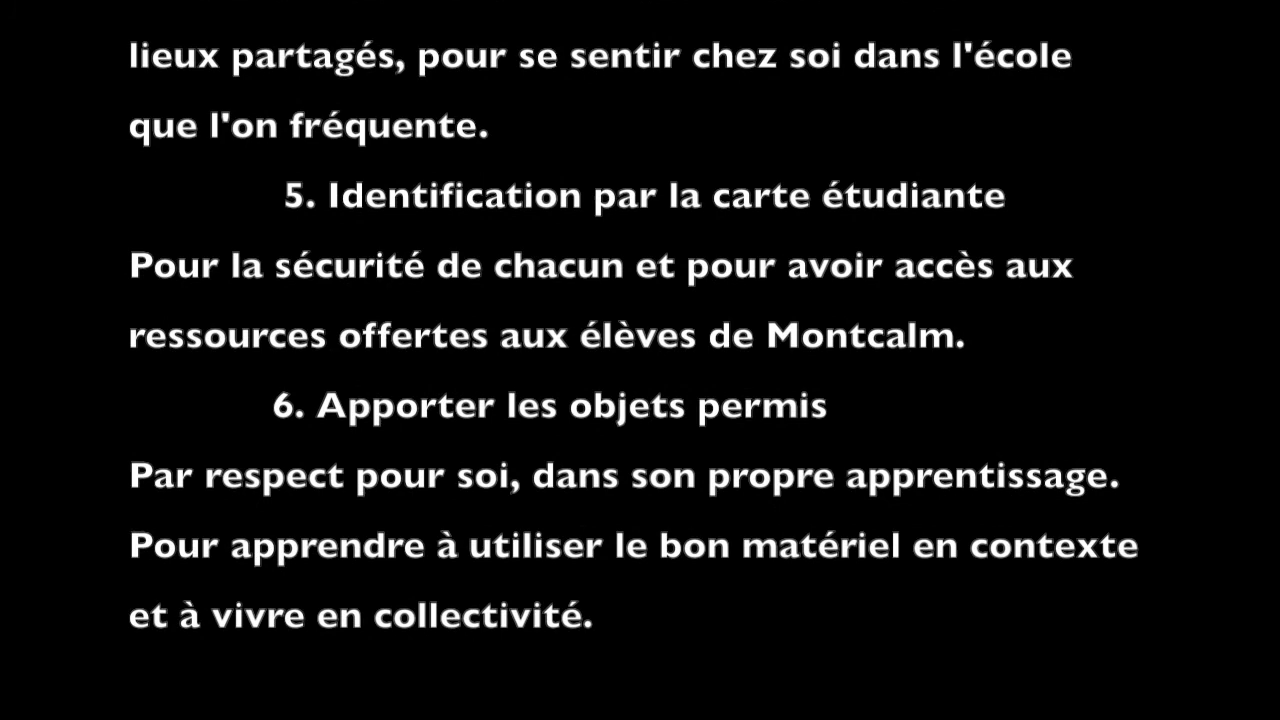 lieux partagés, pour se sentir chez soi dans l'école
que l'on fréquente.
5. Identification par la carte étudiante
Pour la sécurité de chacun et pour avoir accès aux
ressources offertes aux élèves de Montcalm.
6. Apporter les objets permis
Par respect pour soi, dans son propre apprentissage.
Pour apprendre à utiliser le bon matériel en contexte
et à vivre en collectivité.